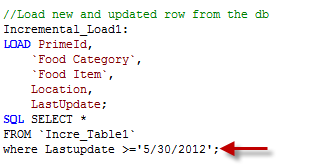 //Load new and updated row from the db
Incremental_Load1:
LOAD PrimeId,
`Food Category`,
`Food Item`,
Location,
LastUpdate;
SQL SELECT *
FROM `Incre_Table1`
where Lastupdate >='5/30/2012';